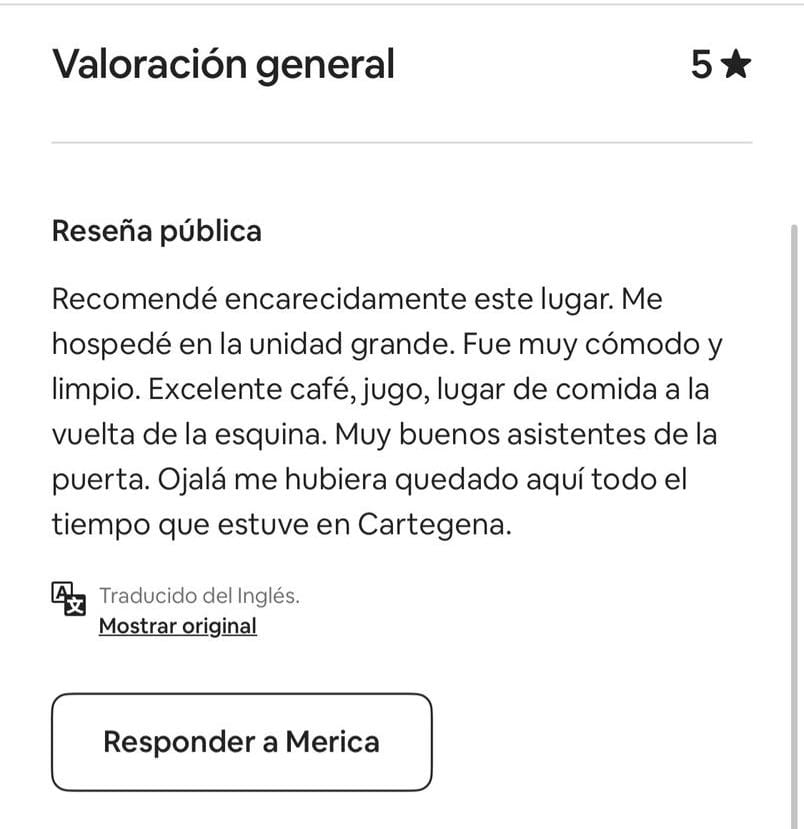 Valoración general
5★
Reseña pública
Recomendé encarecidamente este lugar. Me
hospedé en la unidad grande. Fue muy cómodo y
limpio. Excelente café, jugo, lugar de comida a la
vuelta de la esquina. Muy buenos asistentes de la
puerta. Ojalá me hubiera quedado aquí todo el
tiempo que estuve en Cartegena.
A文
Traducido del Inglés.
Mostrar original
Responder a Merica